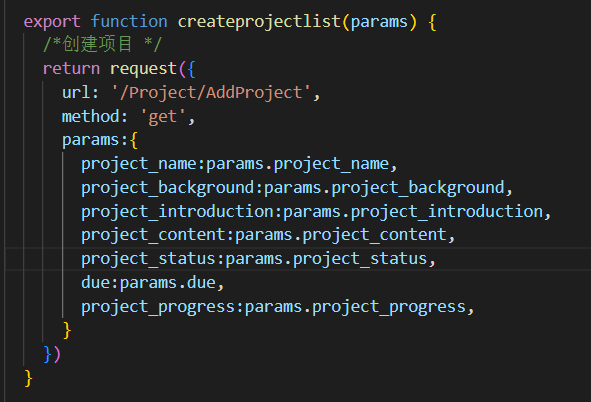 export function createprojectlist(params) {
/*创建项目 */
return request({
url: '/Project/AddProject',
method: 'get',
params:{
project_name:params.project_name,
project_background:params.project_background,
project_introduction:params.project_introduction,
project_content:params.project_content,
project_status:params.project_status,
due:params.due,
project_progress:params.project_progress,
}
})
}